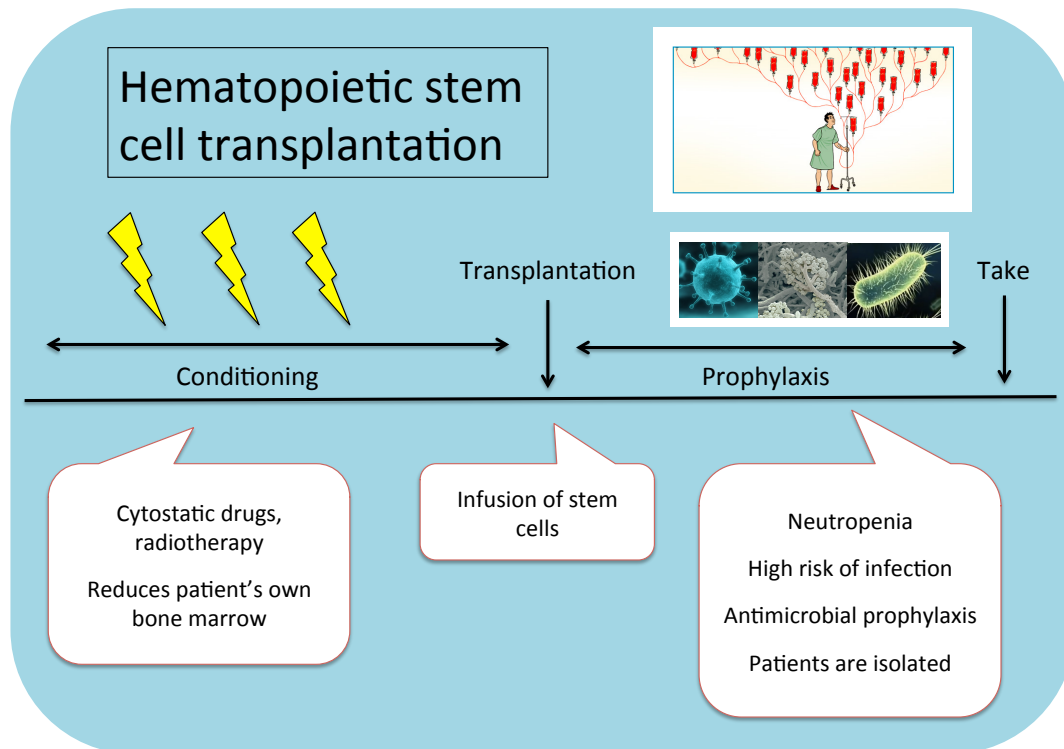 Hematopoietic stem
cell transplantation
Transplantation
Take
Conditioning
Prophylaxis
Cytostatic drugs,
radiotherapy
Reduces patient's own
bone marrow
Infusion of stem
cells
Neutropenia
High risk of infection
Antimicrobial prophylaxis
Patients are isolated